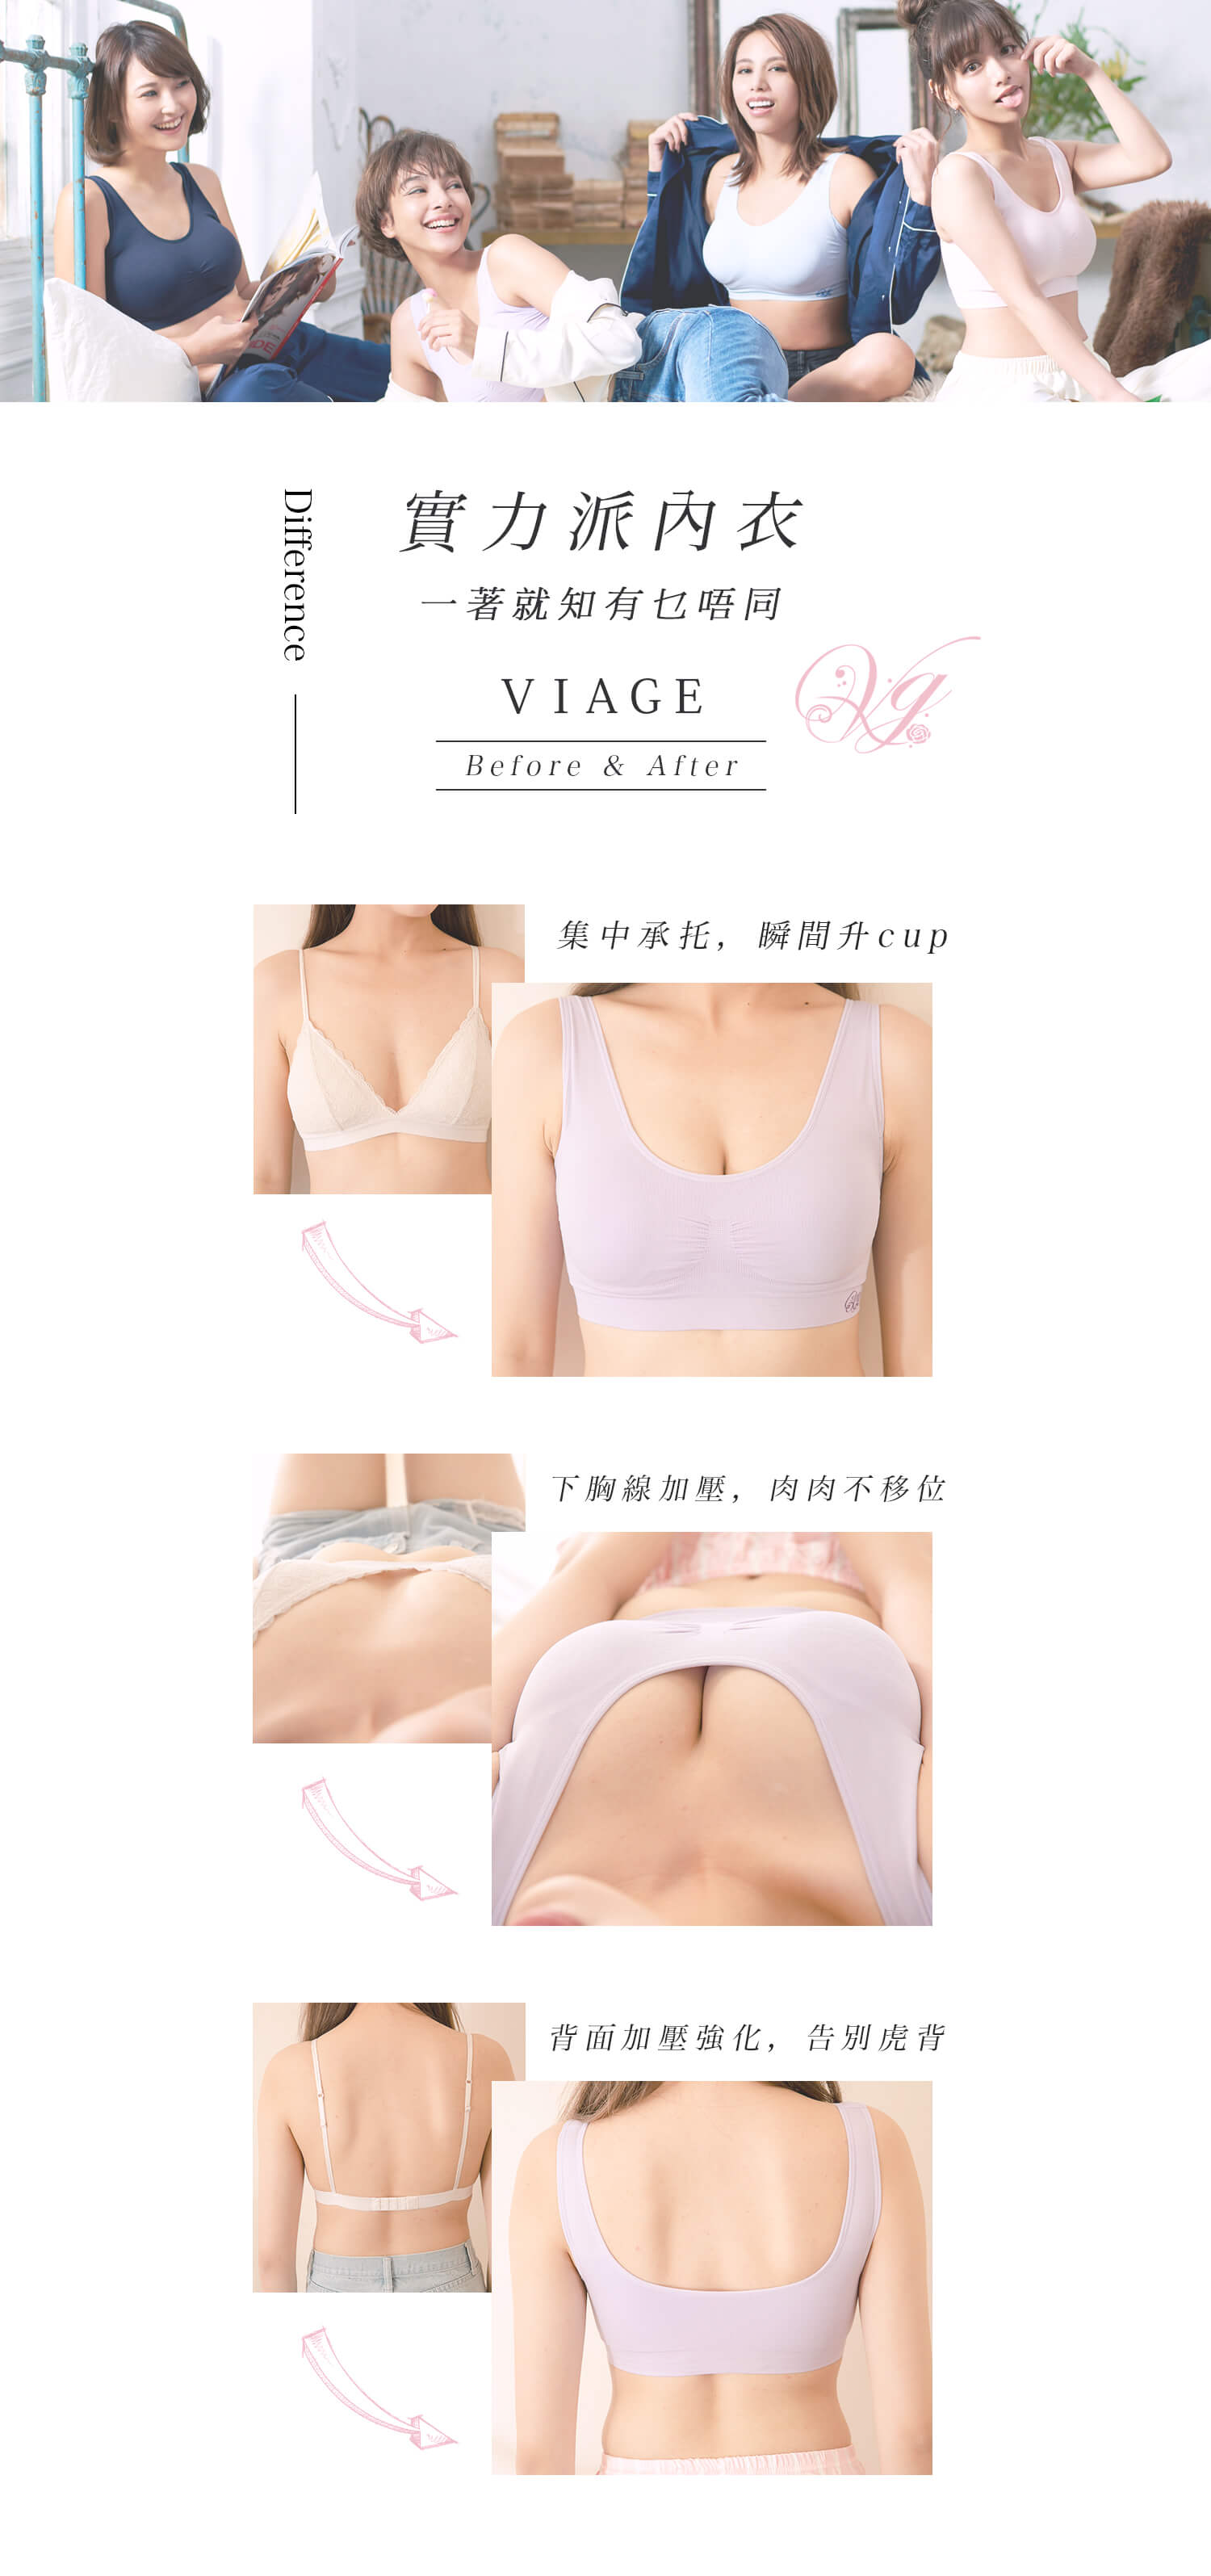 Difference
實力派內衣
一著就知有乜唔同
VIAGE
Vg
Before & After
集中承托，瞬間升cup
下胸線加壓，肉肉不移位
背面加壓強化，告別虎背